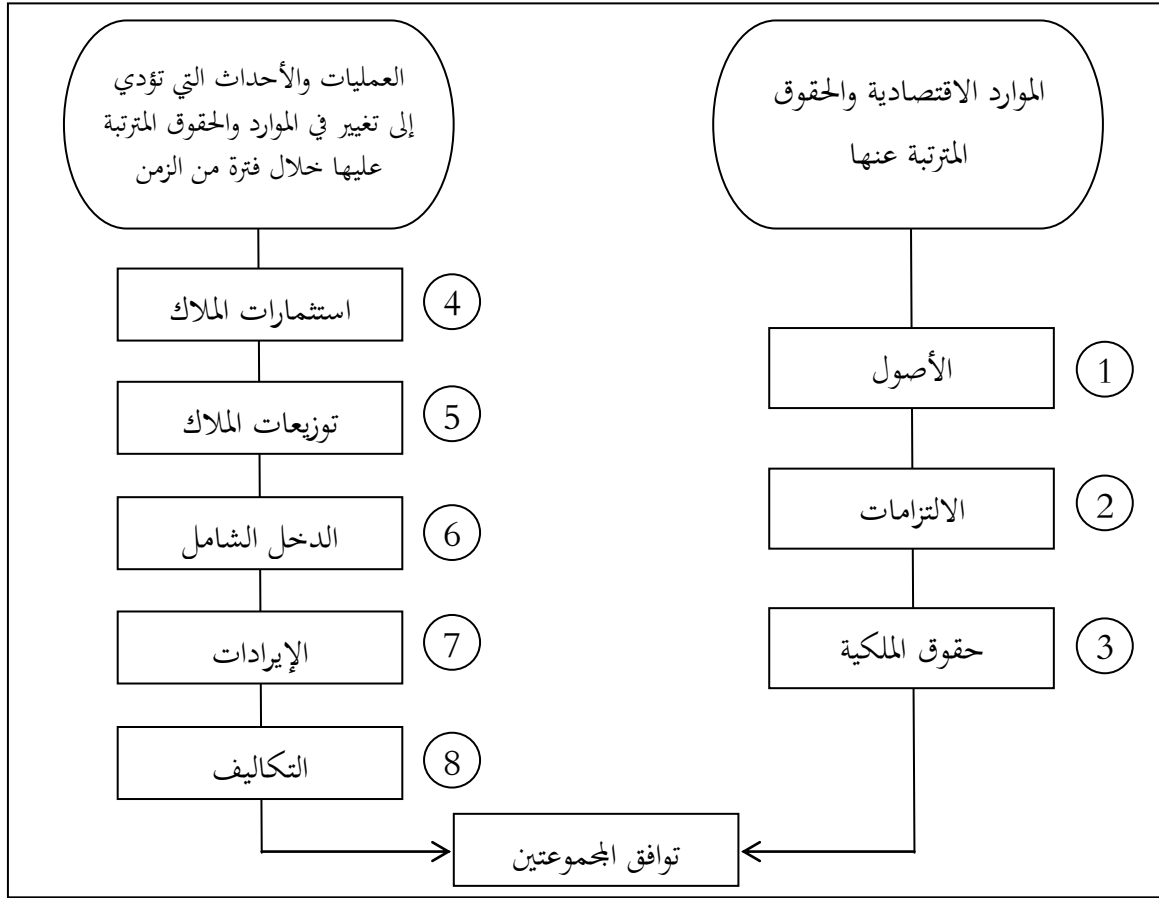 الموارد الاقتصادية والحقوق
المترتبة عنها
1
الأصول
2
الالتزامات
3
حقوق الملكية
العمليات والأحداث التي تؤدي
إلى تغيير في الموارد والحقوق المترتبة
عليها خلال فترة من الزمن
4
استثمارات الملاك
5
توزيعات الملاك
6
الدخل الشامل
7
الإيرادات
8
التكاليف
توافق المجموعتين